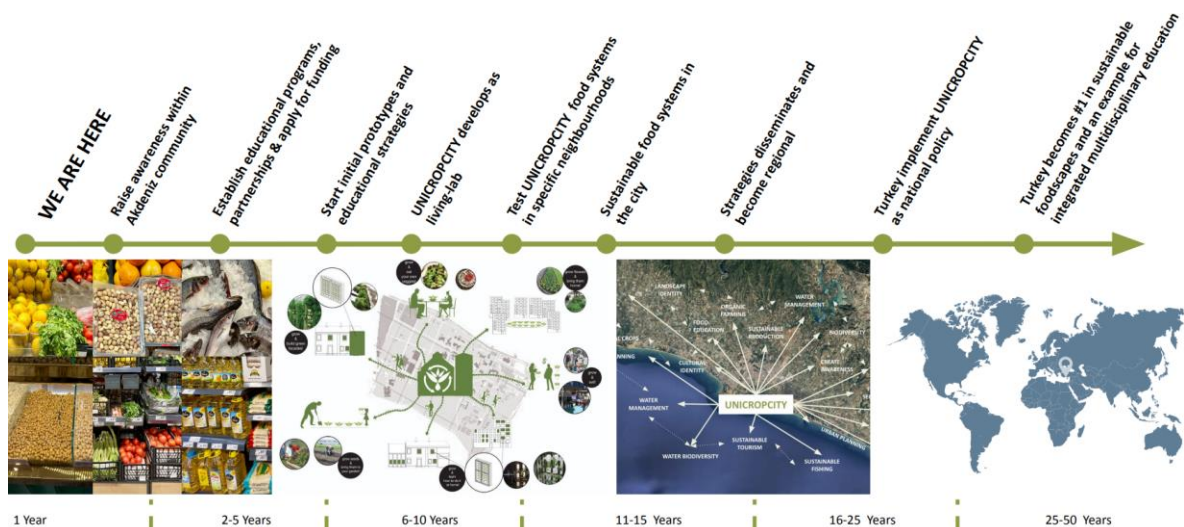 WE ARE HERE
Raise awareness within
Akdeniz community
Establish educational programs,
partnerships & apply for funding
Start initial prototypes and
educational strategies
UNICROPCITY develops as
living-lab
Test UNICROPCITY food systems
in specific neighbourhoods
Sustainable food systems in
the city
Strategies disseminates and
become regional
Turkey implement UNICROPCITY
as national policy
Turkey becomes #1 in sustainable
foodscapes and an example for
integrated multidisciplinary education
LANDSCAPE
IDENTITY
ORGANIC
FARMING
WATER
MANAGEMENT
FOOD
EDUCATION
SUSTAINABLE
PRODUCTION
BIODIVERSITY
CULTURAL
IDENTITY
CREATE
AWARENESS
UNICROPCITY
WATER
MANAGEMENT
URBAN PLANNING
SUSTAINABLE
TOURISM
WATER BIODIVERSITY
SUSTAINABLE
FISHING
1 Year
2-5 Years
6-10 Years
11-15 Years
16-25 Years
25-50 Years